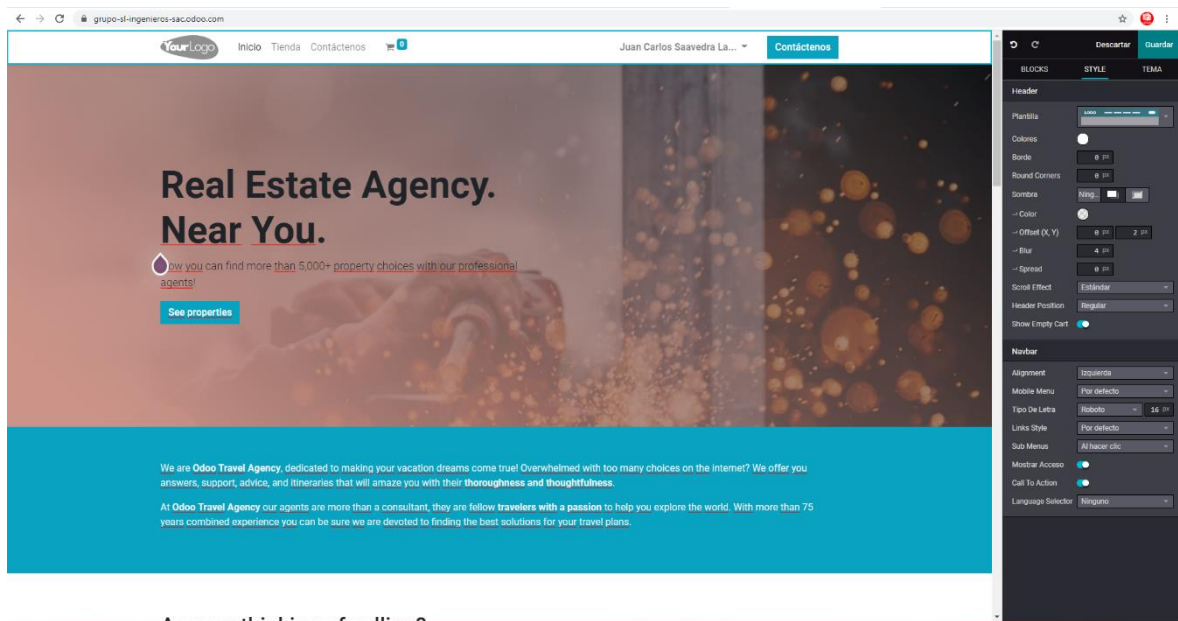 grupo-sl-ingenieros-sac.odoo.com
YourLogo Inicio Tienda Contáctenos 0 Juan Carlos Saavedra La... Contáctenos
Real Estate Agency.
Near You.
ow you can find more than 5,000+ property choices with our professional
agents!
See properties
We are Odoo Travel Agency, dedicated to making your vacation dreams come true! Overwhelmed with too many choices on the internet? We offer you
answers, support, advice, and itineraries that will amaze you with their thoroughness and thoughtfulness.
At Odoo Travel Agency our agents are more than a consultant, they are fellow travelers with a passion to help you explore the world. With more than 75
years combined experience you can be sure we are devoted to finding the best solutions for your travel plans.
Descartar Guardar
BLOCKS STYLE TEMA
Header
Plantilla LOGO
Colores
Borde 0 px
Round Corners 0 px
Sombra Ning...
Color
Offset (X, Y) 0 px 2 px
Blur 4 px
Spread 0 px
Scroll Effect Estándar
Header Position Regular
Show Empty Cart
Navbar
Alignment Izquierda
Mobile Menu Por defecto
Tipo De Letra Roboto 16 px
Links Style Por defecto
Sub Menus Al hacer clic
Mostrar Acceso
Call To Action
Language Selector Ninguno